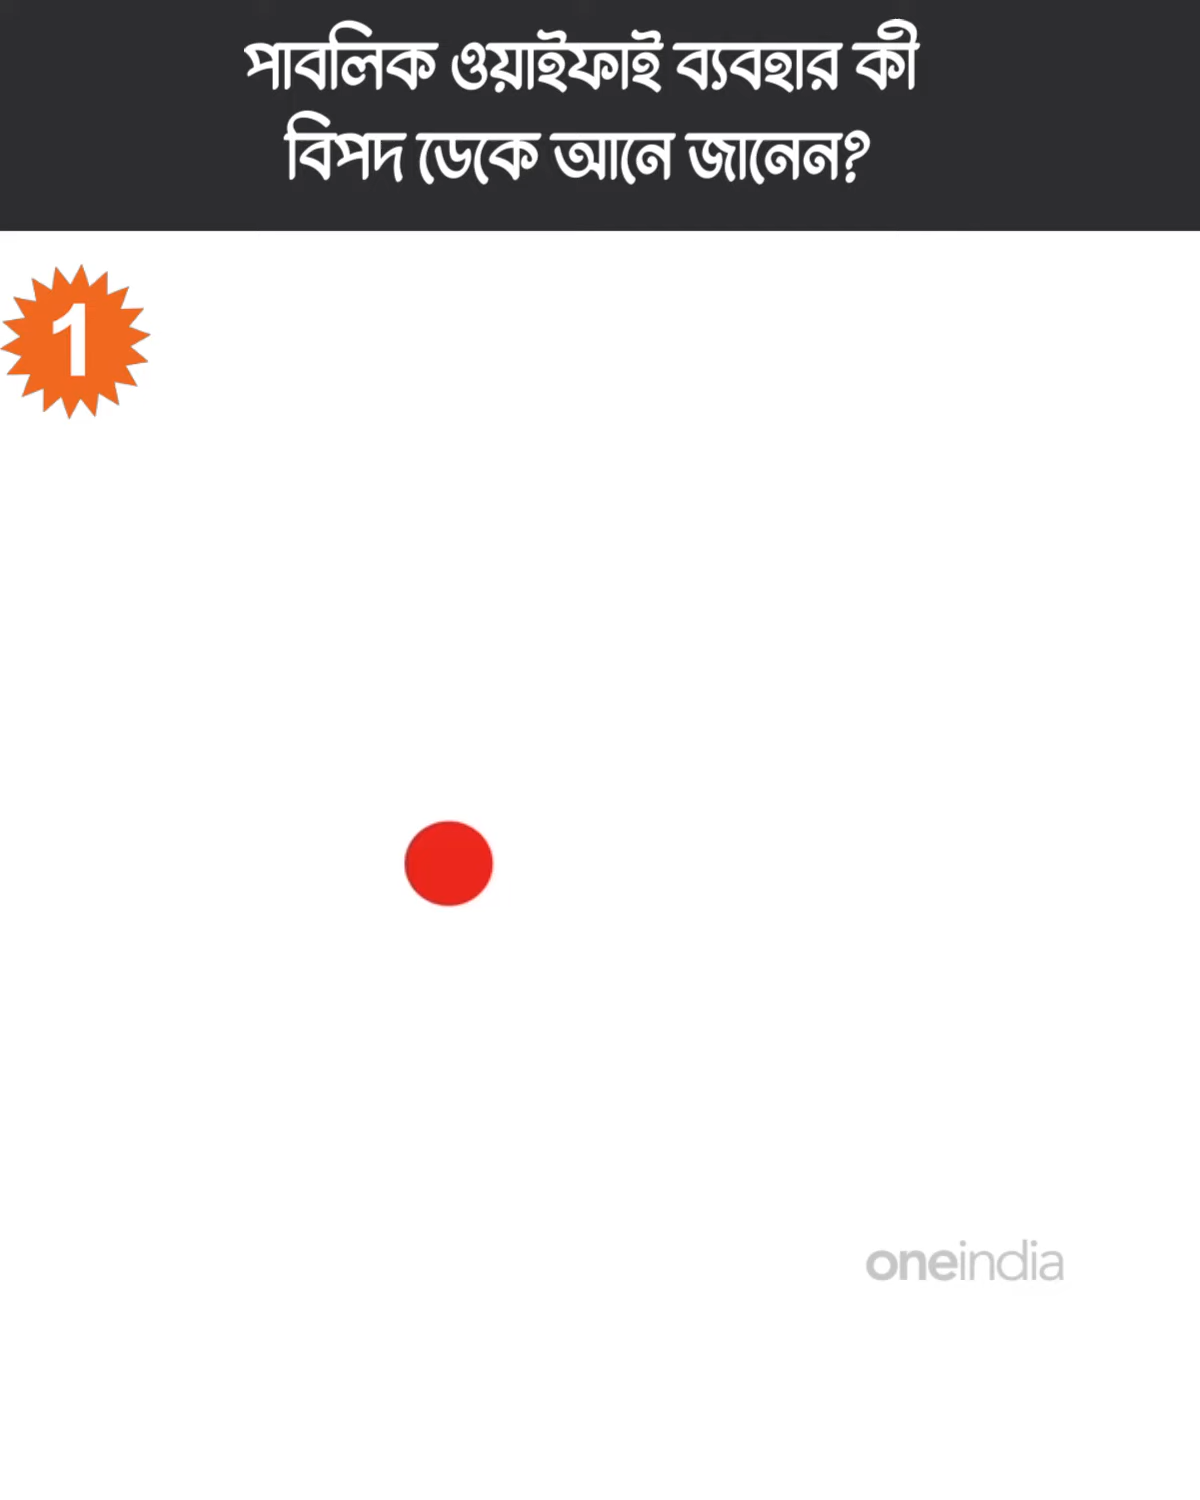 পাবলিক ওয়াইফাই ব্যবহার কী
বিপদ ডেকে আনে জানেন?
1
oneindia